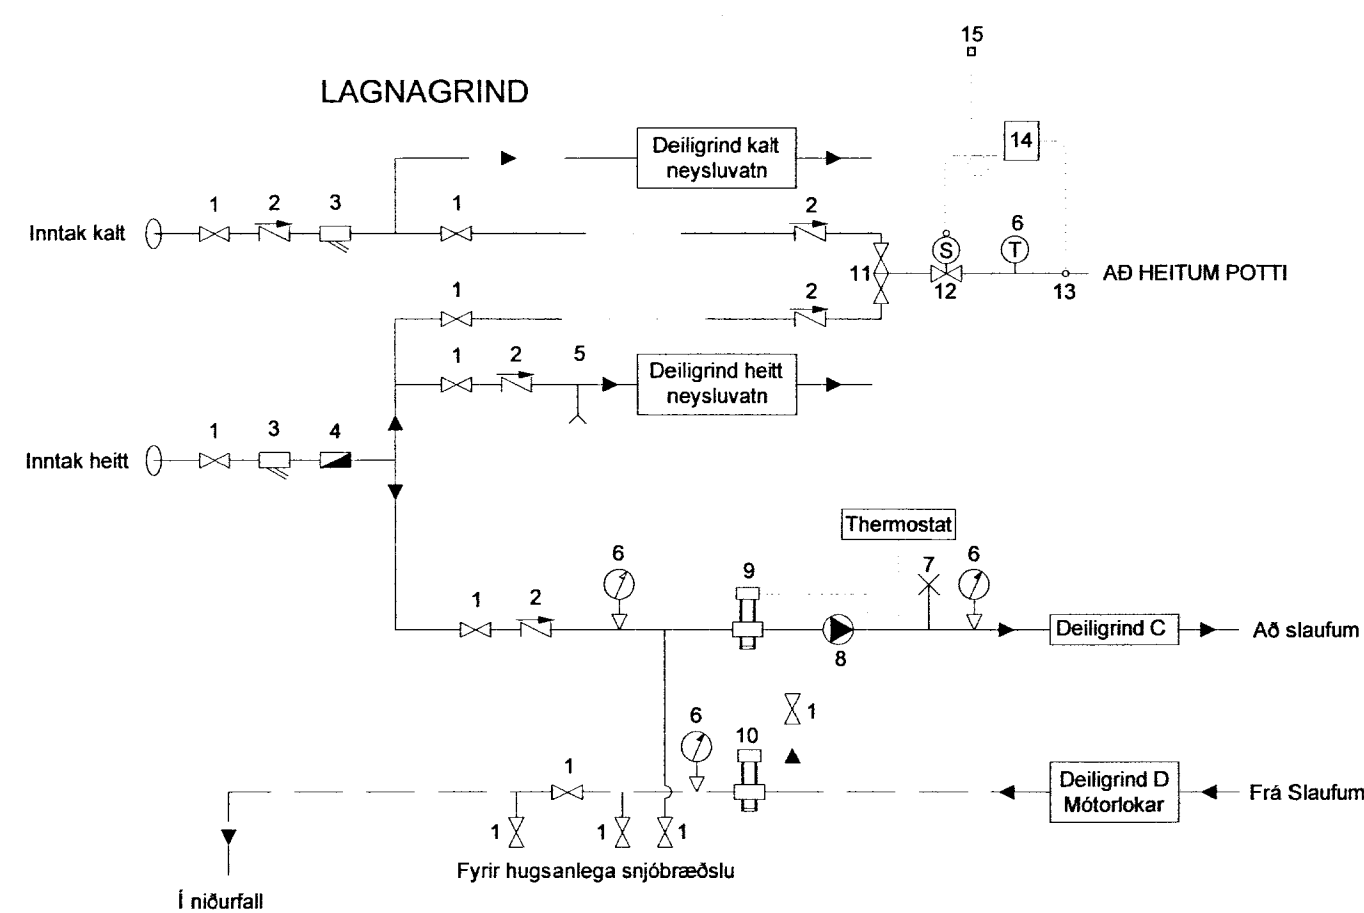 15
LAGNAGRIND
14
Deiligrind kalt
neysluvatn
1 2 3 1 2 6
Inntak kalt
S T
11 12 13 AÐ HEITUM POTTI
1 2
1 2 5
Deiligrind heitt
neysluvatn
1 3 4
Inntak heitt
Thermostat
6 9 7 6
1 2
8
Deiligrind C
Að slaufum
6 1
10
1
Deiligrind D
Mótorlokar
Frá Slaufum
1 1 1
Fyrir hugsanlega snjóbræðslu
Í niðurfall